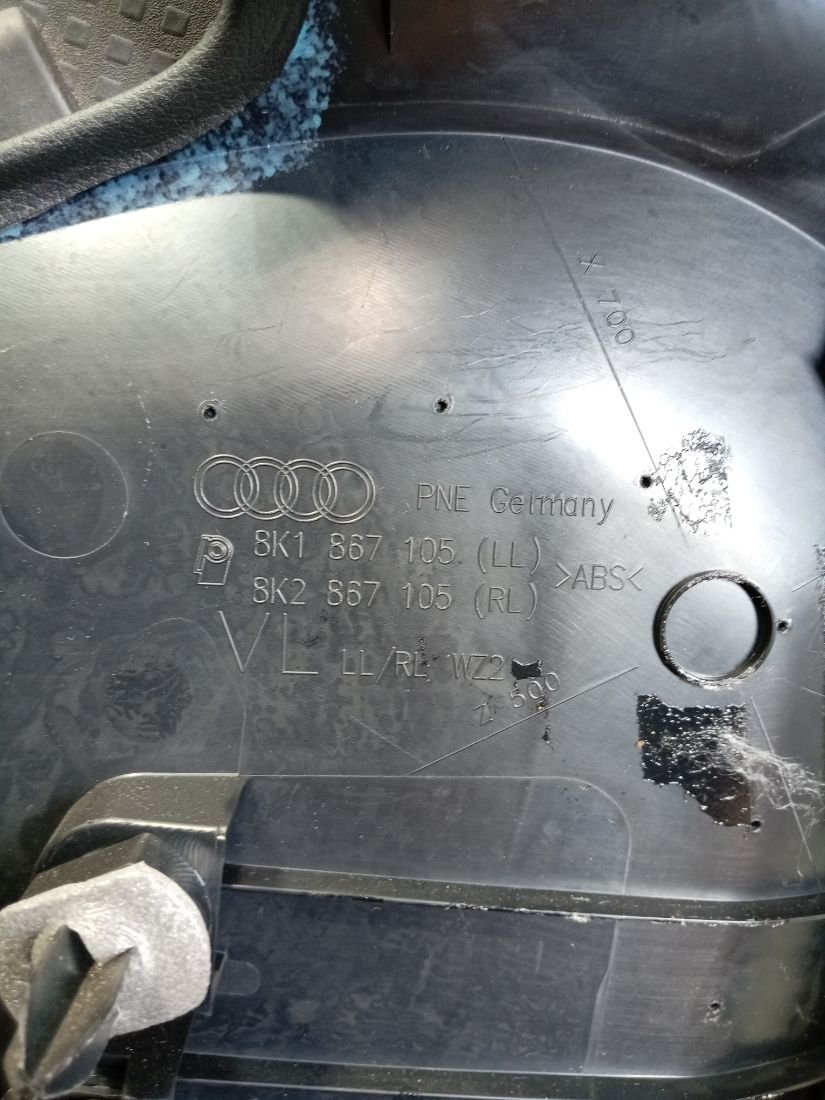 X 700
PNE Germany
8K1 867 105 (LL)
8K2 867 105 (RL)
>ABS<
VL LL/RL WZ2
Z 500